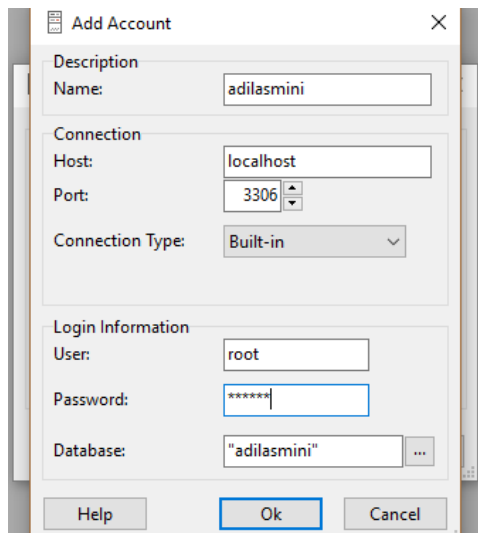 Add Account
Description
Name: adilasmini
Connection
Host: localhost
Port: 3306
Connection Type: Built-in
Login Information
User: root
Password: ******
Database: "adilasmini" ...
Help Ok Cancel